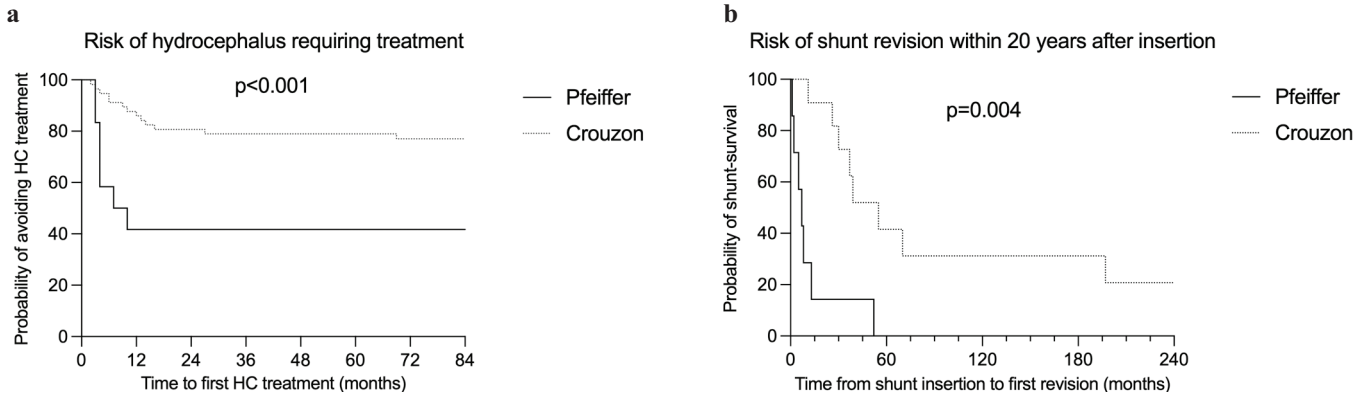 a
Risk of hydrocephalus requiring treatment
p<0.001
Pfeiffer
Crouzon
Probability of avoiding HC treatment
100
80
60
40
20
0
0 12 24 36 48 60 72 84
Time to first HC treatment (months)
b
Risk of shunt revision within 20 years after insertion
p=0.004
Pfeiffer
Crouzon
Probability of shunt-survival
100
80
60
40
20
0
0 60 120 180 240
Time from shunt insertion to first revision (months)